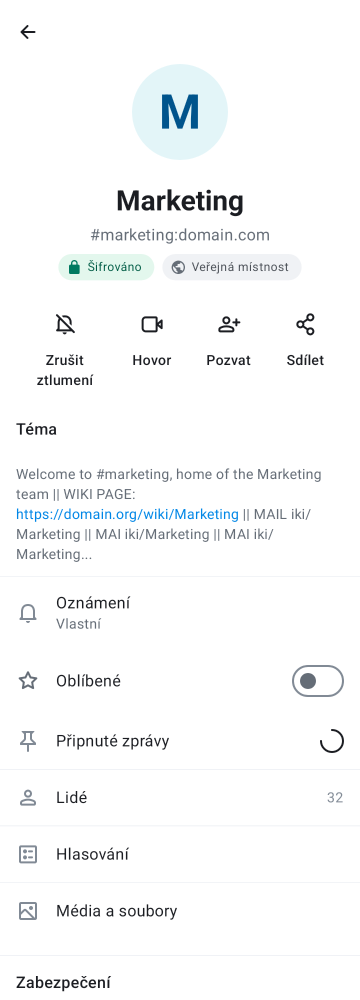 M
Marketing
#marketing:domain.com
Šifrováno
Veřejná místnost
Zrušit
ztlumení
Hovor
Pozvat
Sdílet
Téma
Welcome to #marketing, home of the Marketing
team || WIKI PAGE:
https://domain.org/wiki/Marketing || MAIL iki/
Marketing || MAI iki/Marketing || MAI iki/
Marketing...
Oznámení
Vlastní
Oblíbené
Připnuté zprávy
Lidé 32
Hlasování
Média a soubory
Zabezpečení